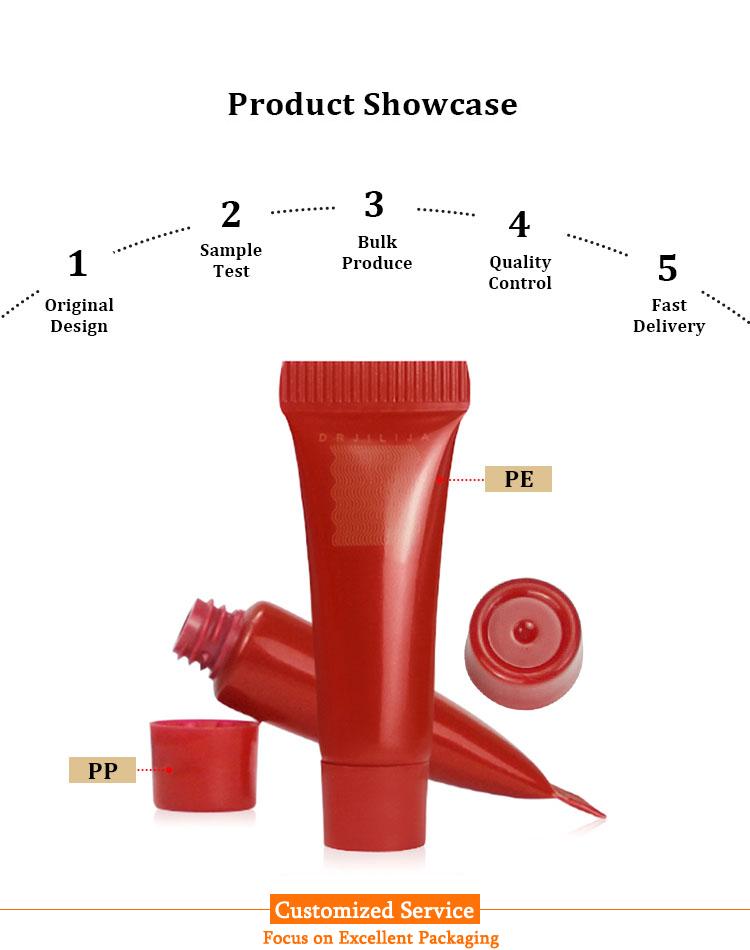 Product Showcase
1
Original
Design
2
Sample
Test
3
Bulk
Produce
4
Quality
Control
5
Fast
Delivery
DRJILIJA
PE
PP
Customized Service
Focus on Excellent Packaging